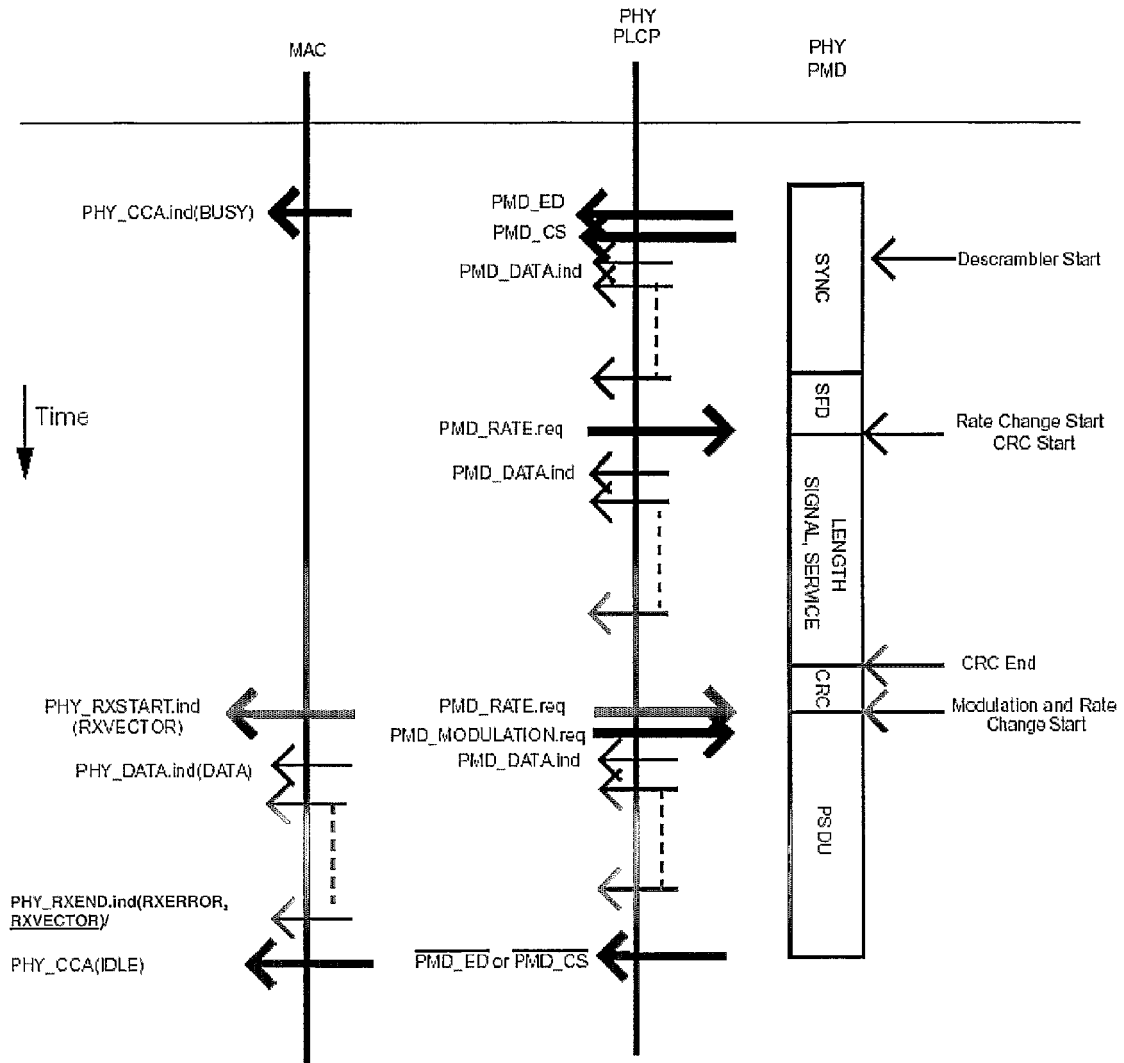 MAC
PHY
PLCP
PHY
PMD
PHY_CCA.ind(BUSY)
PMD_ED
PMD_CS
PMD_DATA.ind
SYNC
Descrambler Start
Time
SFD
PMD_RATE.req
Rate Change Start
CRC Start
PMD_DATA.ind
LENGTH
SIGNAL, SERVICE
CRC End
CRC
PHY_RXSTART.ind
(RXVECTOR)
PMD_RATE.req
PMD_MODULATION.req
Modulation and Rate
Change Start
PHY_DATA.ind(DATA)
PMD_DATA.ind
PSDU
PHY_RXEND.ind(RXERROR,
RXVECTOR)/
PHY_CCA(IDLE)
PMD_ED or PMD_CS